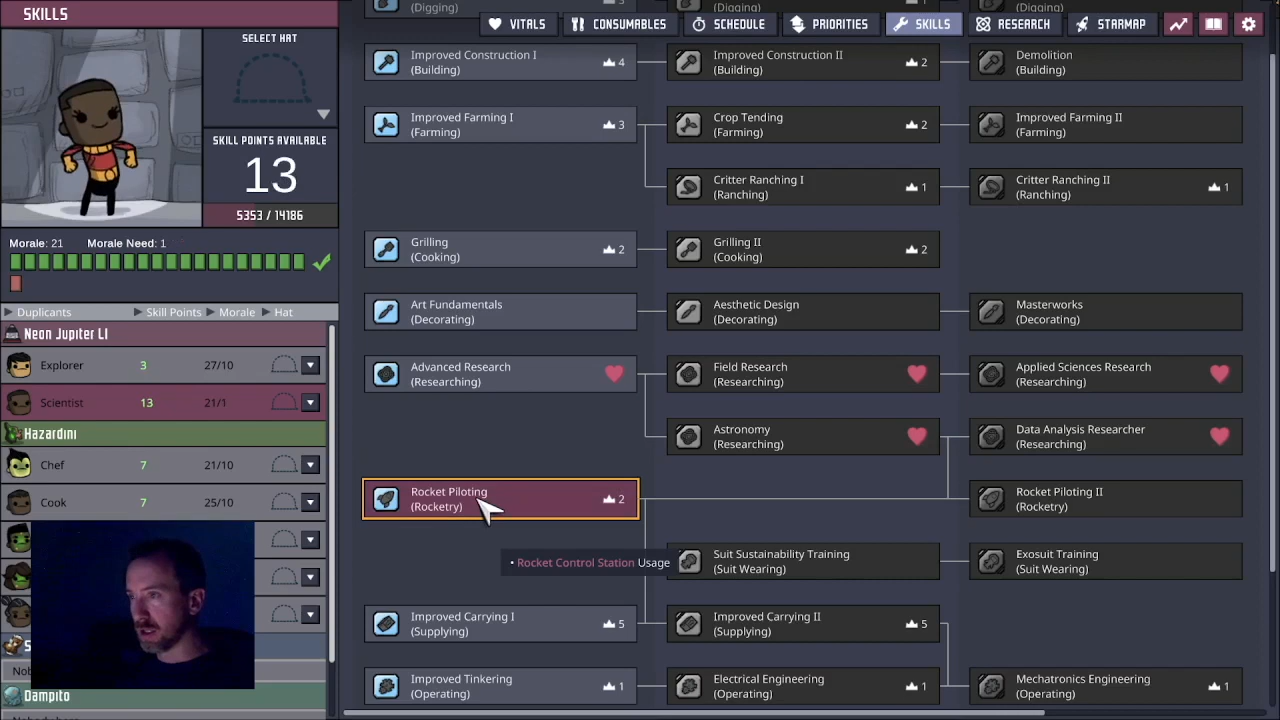 SKILLS
(Digging)
(Digging)
VITALS
CONSUMABLES
SCHEDULE
PRIORITIES
SKILLS
RESEARCH
STARMAP
SELECT HAT
SKILL POINTS AVAILABLE
13
5353 / 14186
Morale: 21
Morale Need: 1
Duplicants
Skill Points
Morale
Hat
Neon Jupiter LI
Explorer 3 27/10
Scientist 13 21/1
Hazardini
Chef 7 21/10
Cook 7 25/10
Dampito
Improved Construction I 4
(Building)
Improved Construction II 2
(Building)
Demolition
(Building)
Improved Farming I 3
(Farming)
Crop Tending 2
(Farming)
Improved Farming II
(Farming)
Critter Ranching I 1
(Ranching)
Critter Ranching II 1
(Ranching)
Grilling 2
(Cooking)
Grilling II 2
(Cooking)
Art Fundamentals
(Decorating)
Aesthetic Design
(Decorating)
Masterworks
(Decorating)
Advanced Research
(Researching)
Field Research
(Researching)
Applied Sciences Research
(Researching)
Astronomy
(Researching)
Data Analysis Researcher
(Researching)
Rocket Piloting 2
(Rocketry)
Rocket Piloting II
(Rocketry)
• Rocket Control Station Usage
Suit Sustainability Training
(Suit Wearing)
Exosuit Training
(Suit Wearing)
Improved Carrying I 5
(Supplying)
Improved Carrying II 5
(Supplying)
Improved Tinkering 1
(Operating)
Electrical Engineering 1
(Operating)
Mechatronics Engineering 1
(Operating)